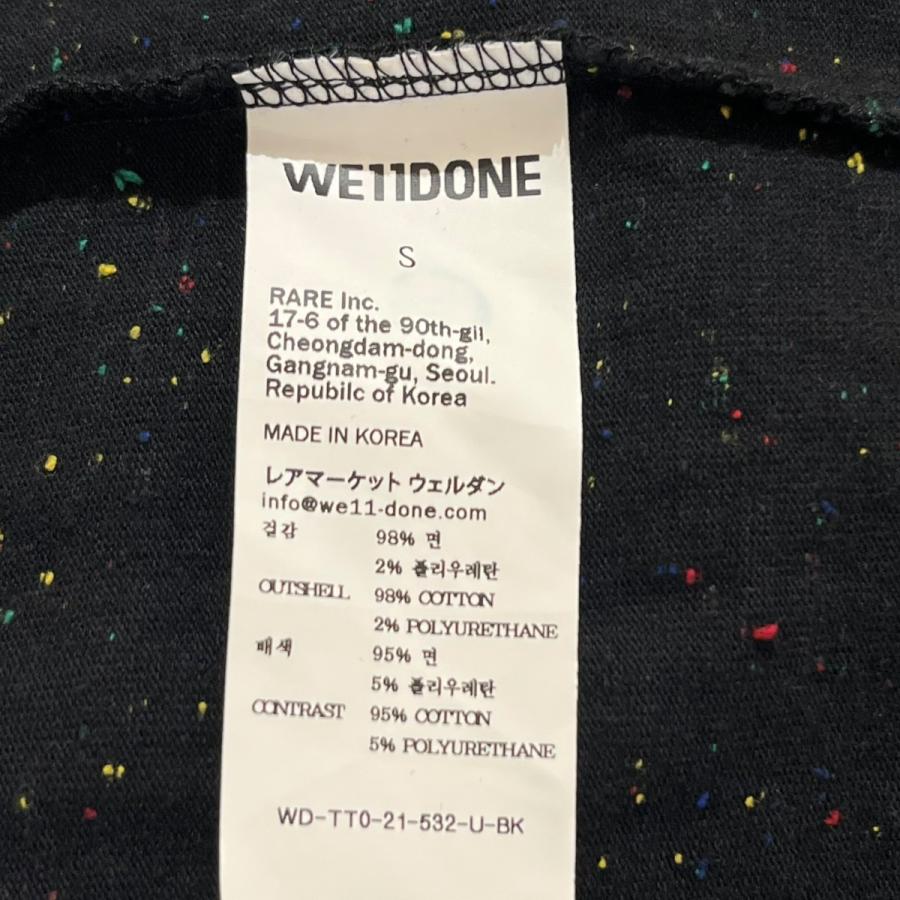 WE11DONE
S
RARE Inc.
17-6 of the 90th-gil,
Cheongdam-dong,
Gangnam-gu, Seoul.
Repubilc of Korea
MADE IN KOREA
レアマーケット ウェルダン
info@we11-done.com
겉감 98% 면
2% 폴리우레탄
OUTSHELL 98% COTTON
2% POLYURETHANE
배색 95% 면
5% 폴리우레탄
CONTRAST 95% COTTON
5% POLYURETHANE
WD-TT0-21-532-U-BK